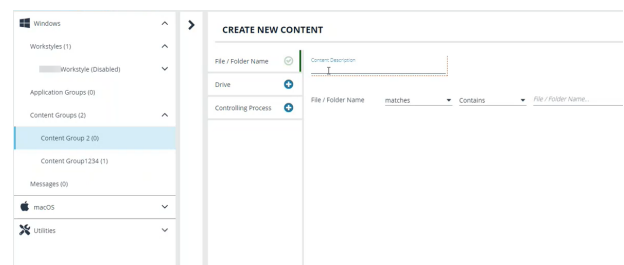 Windows
Workstyles (1)
Workstyle (Disabled)
Application Groups (0)
Content Groups (2)
Content Group 2 (0)
Content Group1234 (1)
Messages (0)
macOS
Utilities
CREATE NEW CONTENT
File / Folder Name
Drive
Controlling Process
Content Description
File / Folder Name matches Contains File / Folder Name...